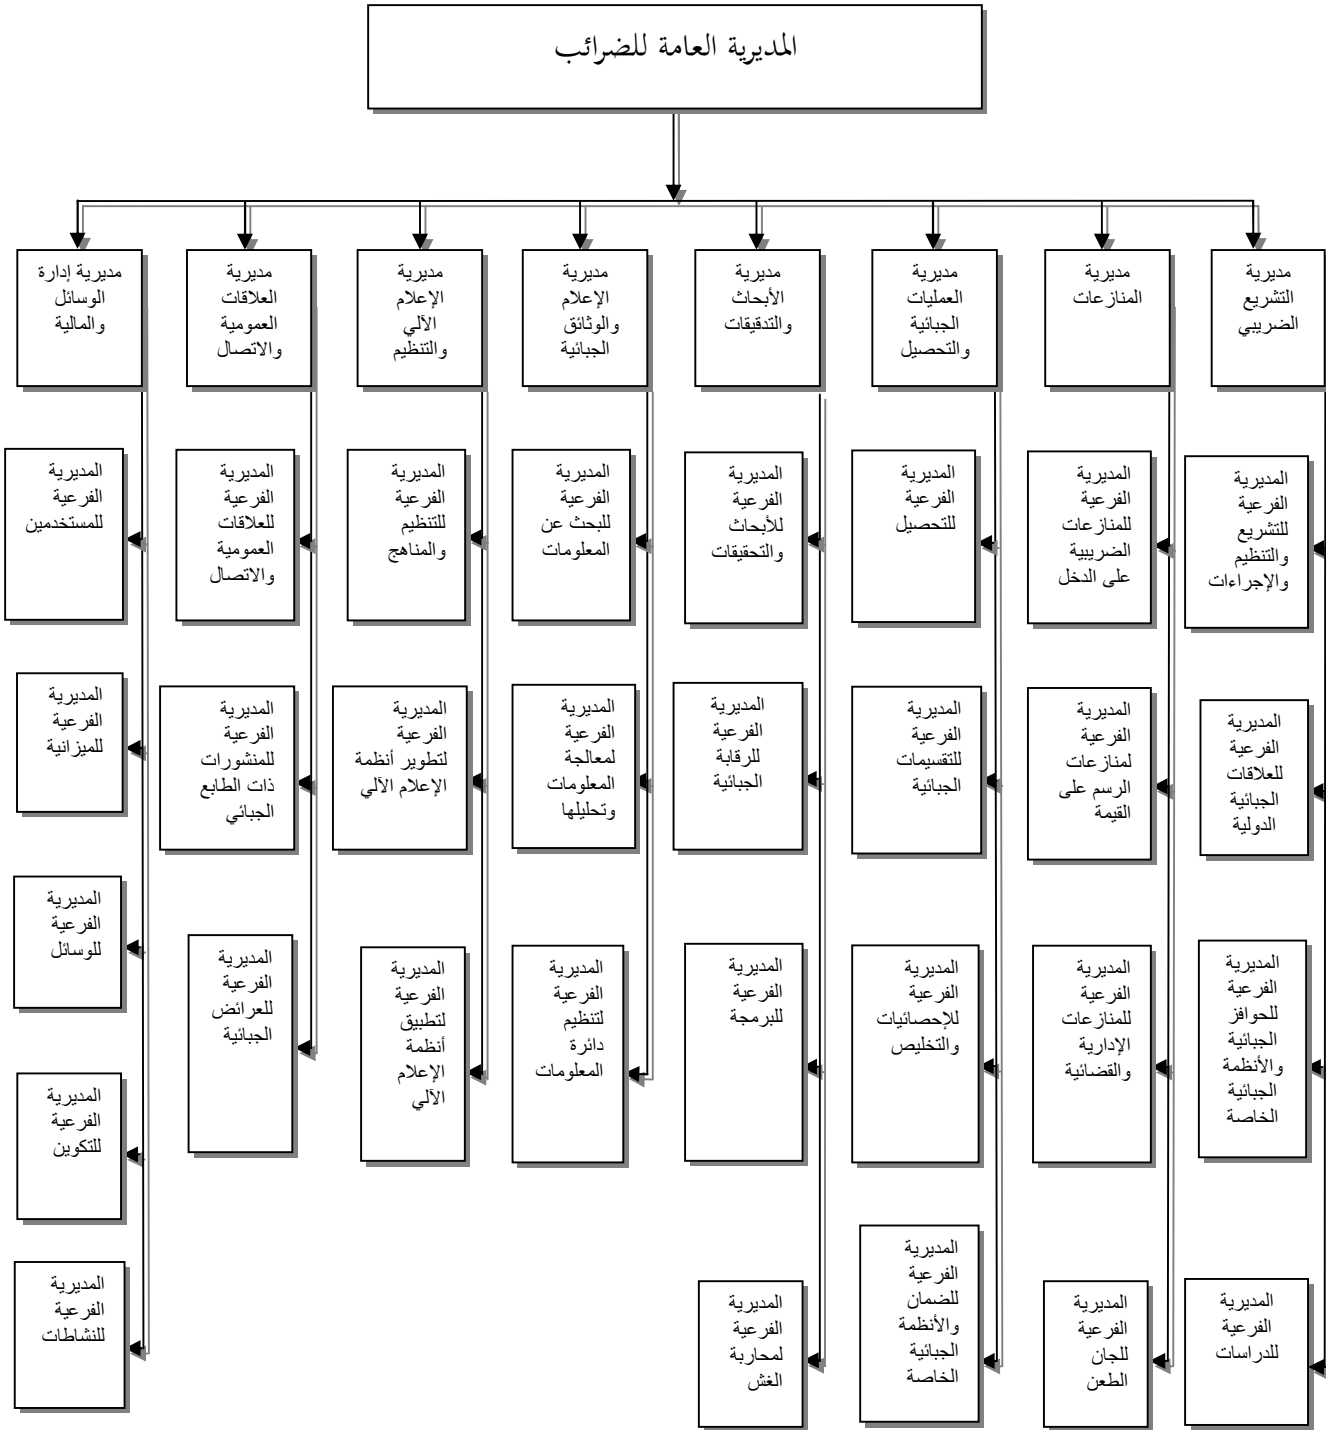 المديرية العامة للضرائب
مديرية
التشريع
الضريبي
مديرية
المنازعات
مديرية
العمليات
الجبائية
والتحصيل
مديرية
الأبحاث
والتدقيقات
مديرية
الإعلام
والوثائق
الجبائية
مديرية
الإعلام
الآلي
والتنظيم
مديرية
العلاقات
العمومية
والاتصال
مديرية إدارة
الوسائل
والمالية
المديرية
الفرعية
للتشريع
والتنظيم
والإجراءات
المديرية
الفرعية
للمنازعات
الضريبية
على الدخل
المديرية
الفرعية
للتحصيل
المديرية
الفرعية
للأبحاث
والتحقيقات
المديرية
الفرعية
للبحث عن
المعلومات
المديرية
الفرعية
للتنظيم
والمناهج
المديرية
الفرعية
للعلاقات
العمومية
والاتصال
المديرية
الفرعية
للمستخدمين
المديرية
الفرعية
للعلاقات
الجبائية
الدولية
المديرية
الفرعية
لمنازعات
الرسم على
القيمة
المديرية
الفرعية
للتقسيمات
الجبائية
المديرية
الفرعية
للرقابة
الجبائية
المديرية
الفرعية
لمعالجة
المعلومات
وتحليلها
المديرية
الفرعية
لتطوير أنظمة
الإعلام الآلي
المديرية
الفرعية
للمنشورات
ذات الطابع
الجبائي
المديرية
الفرعية
للميزانية
المديرية
الفرعية
للحوافز
الجبائية
والأنظمة
الجبائية
الخاصة
المديرية
الفرعية
للمنازعات
الإدارية
والقضائية
المديرية
الفرعية
للإحصائيات
والتخليص
المديرية
الفرعية
للبرمجة
المديرية
الفرعية
لتنظيم
دائرة
المعلومات
المديرية
الفرعية
لتطبيق
أنظمة
الإعلام
الآلي
المديرية
الفرعية
للعرائض
الجبائية
المديرية
الفرعية
للوسائل
المديرية
الفرعية
للتكوين
المديرية
الفرعية
للدراسات
المديرية
الفرعية
للجان
الطعن
المديرية
الفرعية
للضمان
والأنظمة
الجبائية
الخاصة
المديرية
الفرعية
لمحاربة
الغش
المديرية
الفرعية
للنشاطات